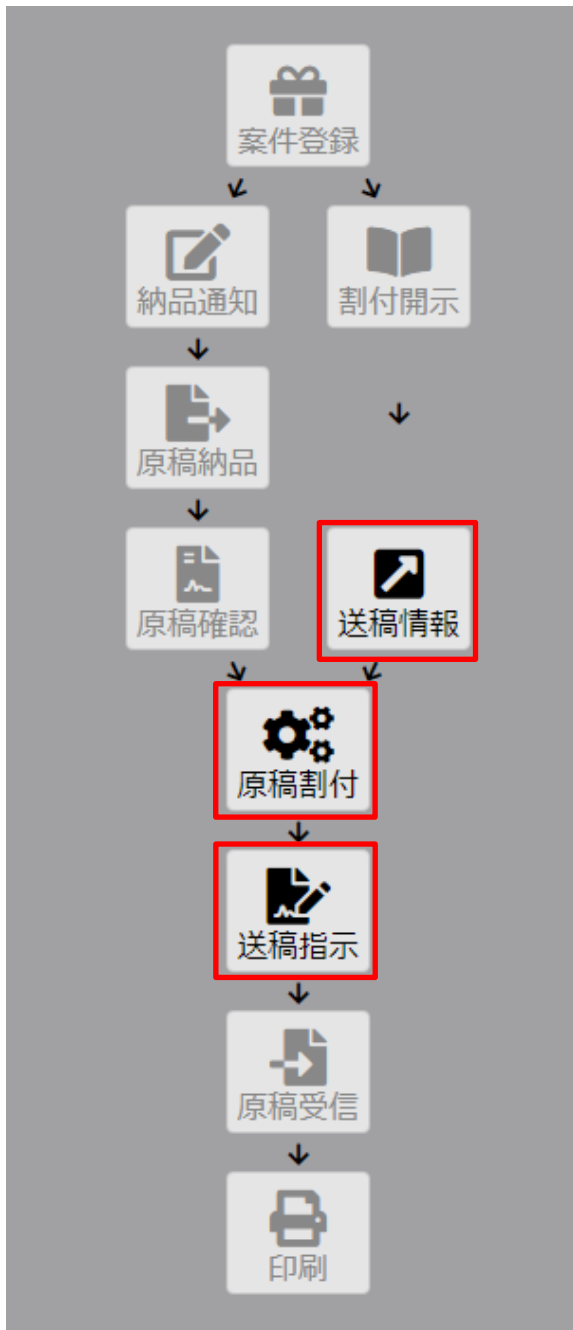 案件登録
納品通知
割付開示
原稿納品
原稿確認
送稿情報
原稿割付
送稿指示
原稿受信
印刷